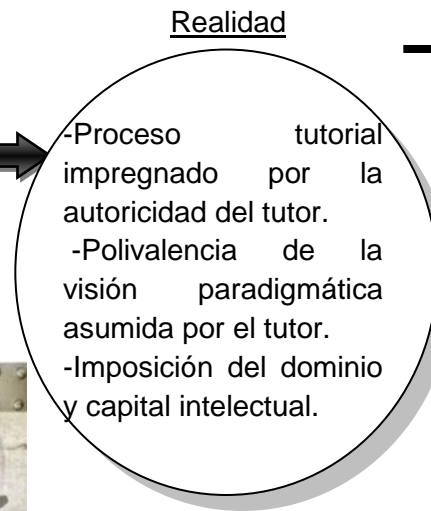 Realidad
-Proceso tutorial
impregnado por la
autoricidad del tutor.
-Polivalencia de la
visión paradigmática
asumida por el tutor.
-Imposición del dominio
y capital intelectual.